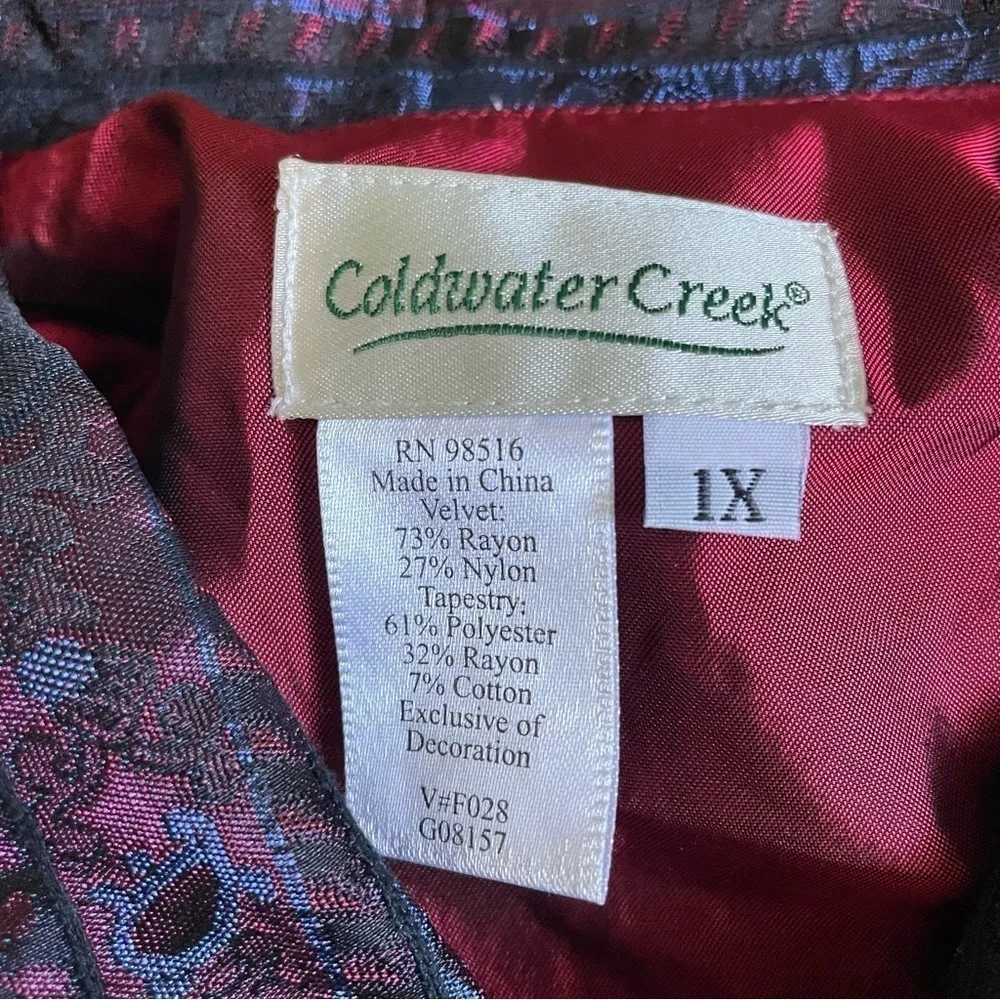 Coldwater Creek®
RN 98516
Made in China
Velvet:
73% Rayon
27% Nylon
Tapestry:
61% Polyester
32% Rayon
7% Cotton
Exclusive of
Decoration
V#F028
G08157
1X